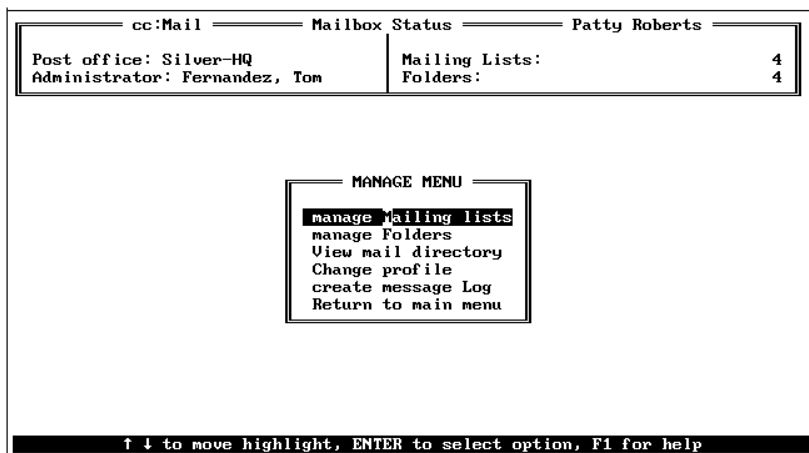 cc:Mail Mailbox Status Patty Roberts
Post office: Silver-HQ Mailing Lists: 4
Administrator: Fernandez, Tom Folders: 4
MANAGE MENU
manage Mailing lists
manage Folders
View mail directory
Change profile
create message Log
Return to main menu
↑ ↓ to move highlight, ENTER to select option, F1 for help